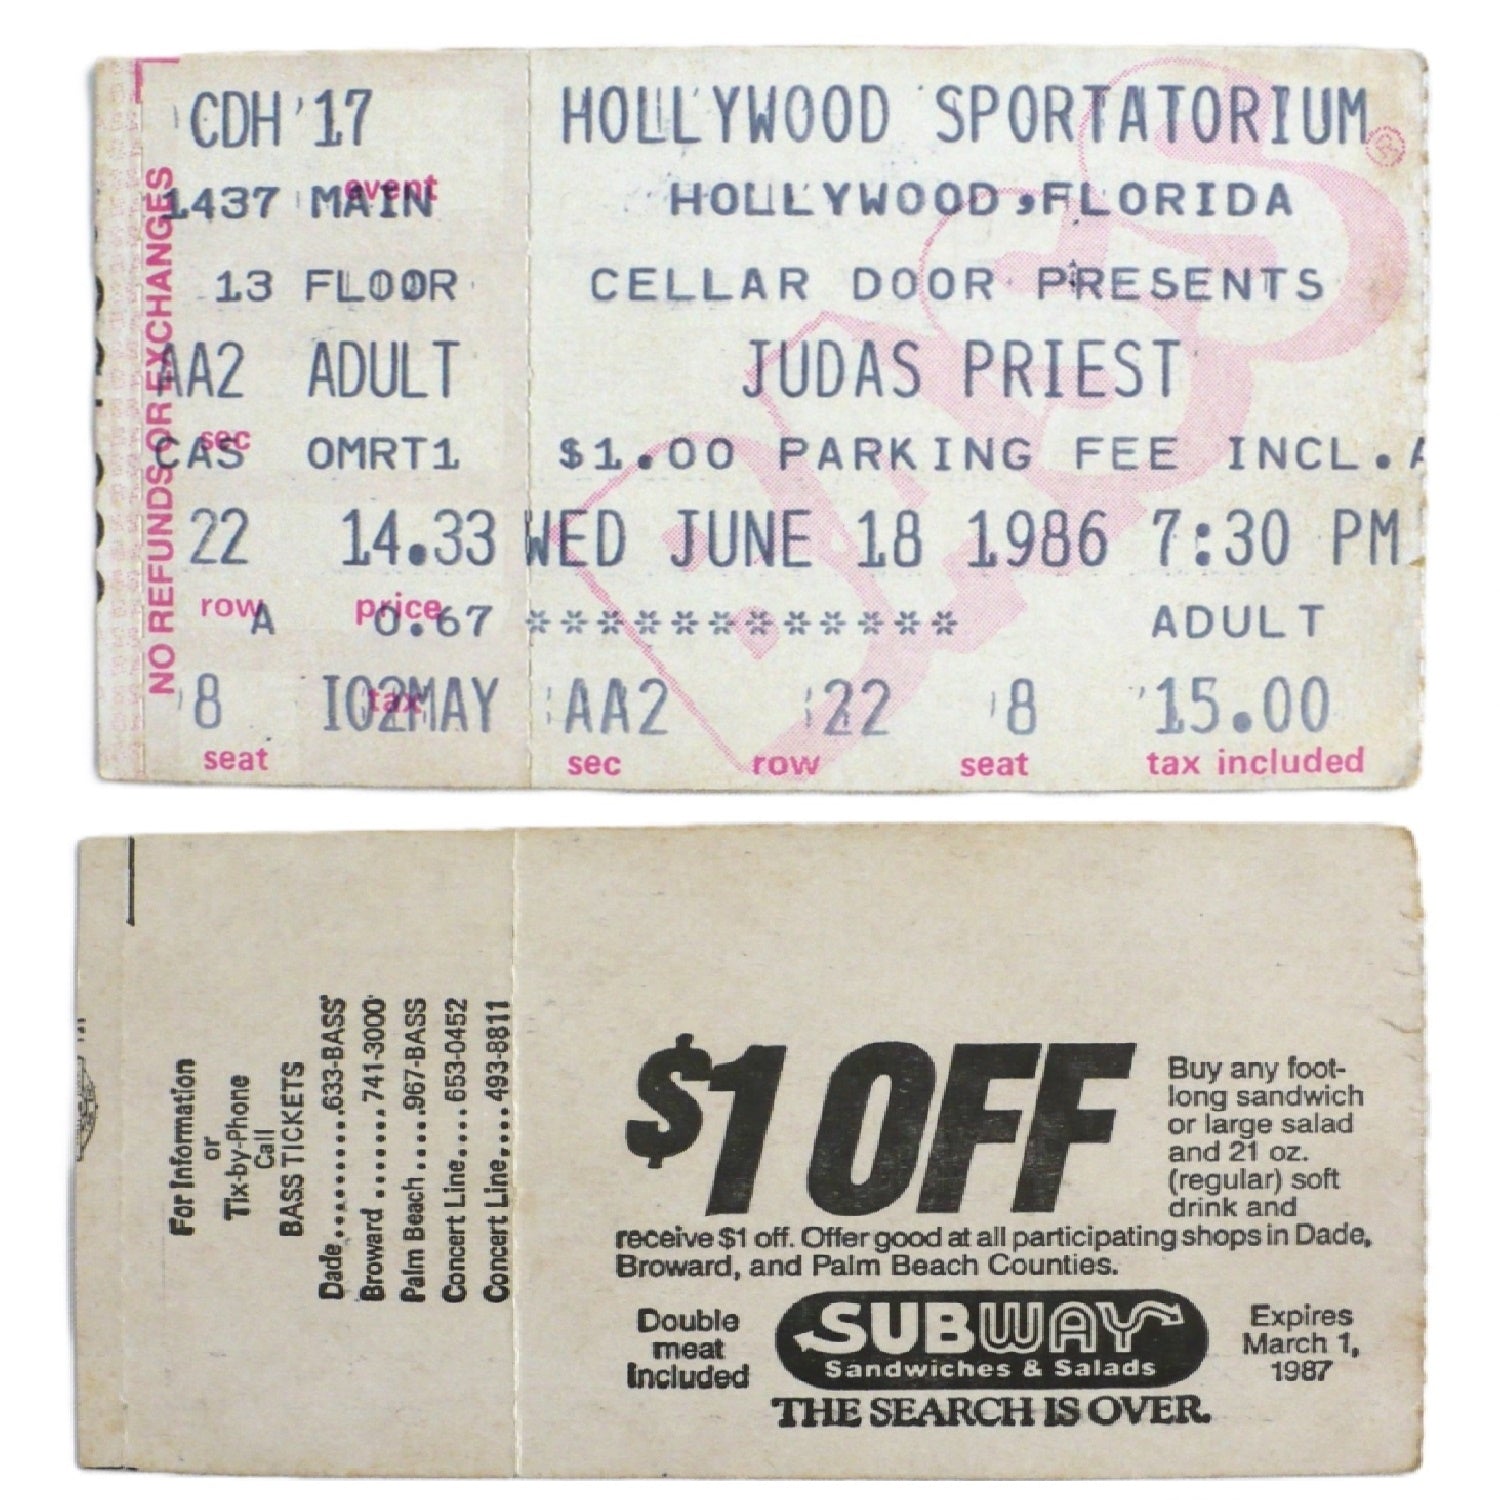 CDH 17
event
1437 MAIN
13 FLOOR
AA2 ADULT
sec
CAS OMRT1
22 14.33
row price
A 0.67
tax
8 I02MAY
seat
NO REFUNDS OR EXCHANGES
HOLLYWOOD SPORTATORIUM
®
HOLLYWOOD,FLORIDA
CELLAR DOOR PRESENTS
JUDAS PRIEST
$1.00 PARKING FEE INCL.A
WED JUNE 18 1986 7:30 PM
************ ADULT
AA2 22 8 15.00
sec row seat tax included
BASS
For Information
or
Tix-by-Phone
Call
BASS TICKETS
Dade..........633-BASS
Broward.......741-3000
Palm Beach.....967-BASS
Concert Line....653-0452
Concert Line....493-8811
$1 OFF
Buy any foot-
long sandwich
or large salad
and 21 oz.
(regular) soft
drink and
receive $1 off. Offer good at all participating shops in Dade,
Broward, and Palm Beach Counties.
Double
meat
Included
SUBWAY
Sandwiches & Salads
THE SEARCH IS OVER.
Expires
March 1,
1987